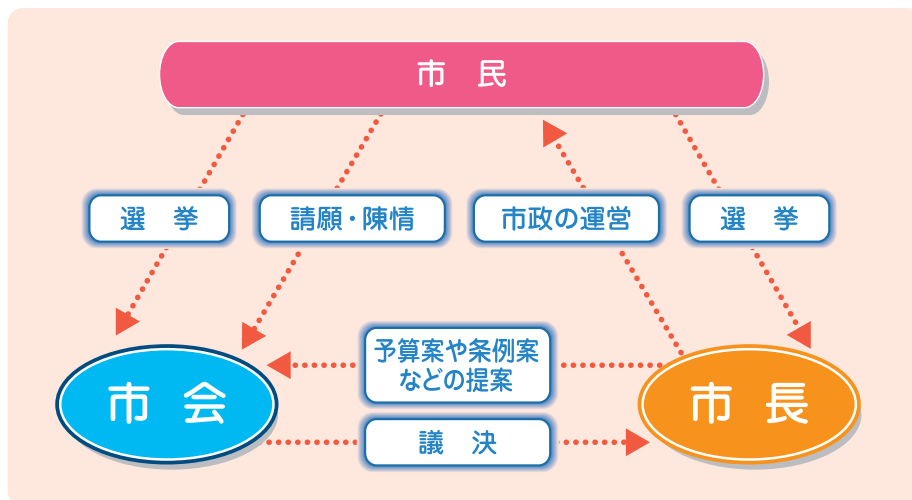 市 民
選 挙
請願・陳情
市政の運営
選 挙
予算案や条例案
などの提案
市 会
市 長
議 決